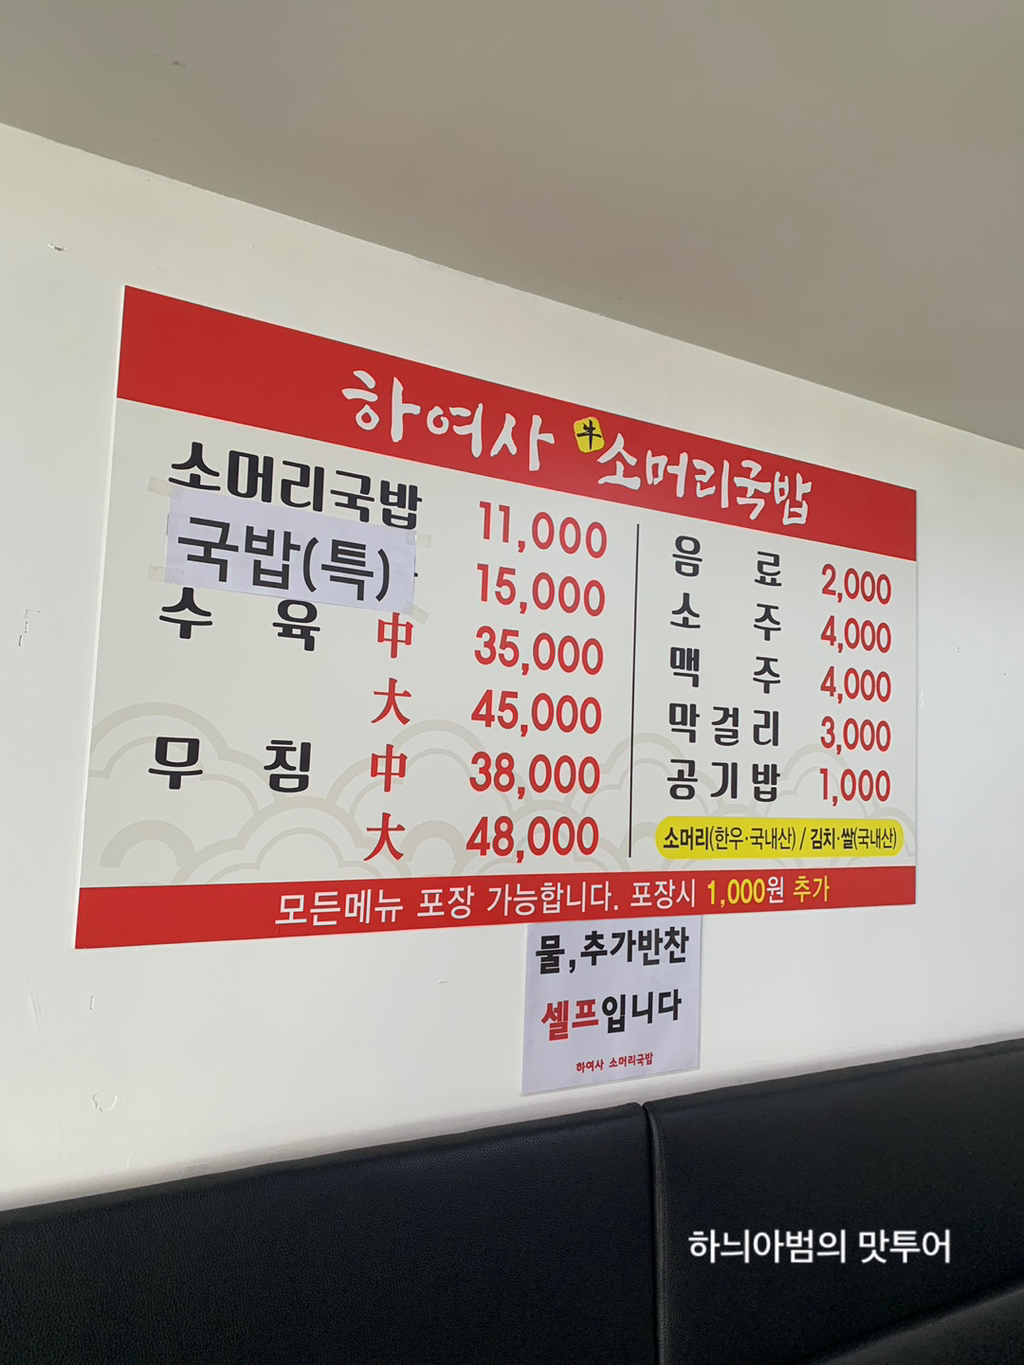 하여사 牛 소머리국밥
소머리국밥 11,000
국밥(특) 15,000
수육 中 35,000
大 45,000
무침 中 38,000
大 48,000
음료 2,000
소주 4,000
맥주 4,000
막걸리 3,000
공기밥 1,000
소머리(한우·국내산) / 김치·쌀(국내산)
모든메뉴 포장 가능합니다. 포장시 1,000원 추가
물,추가반찬
셀프입니다
하여사 소머리국밥
하늬아범의 맛투어